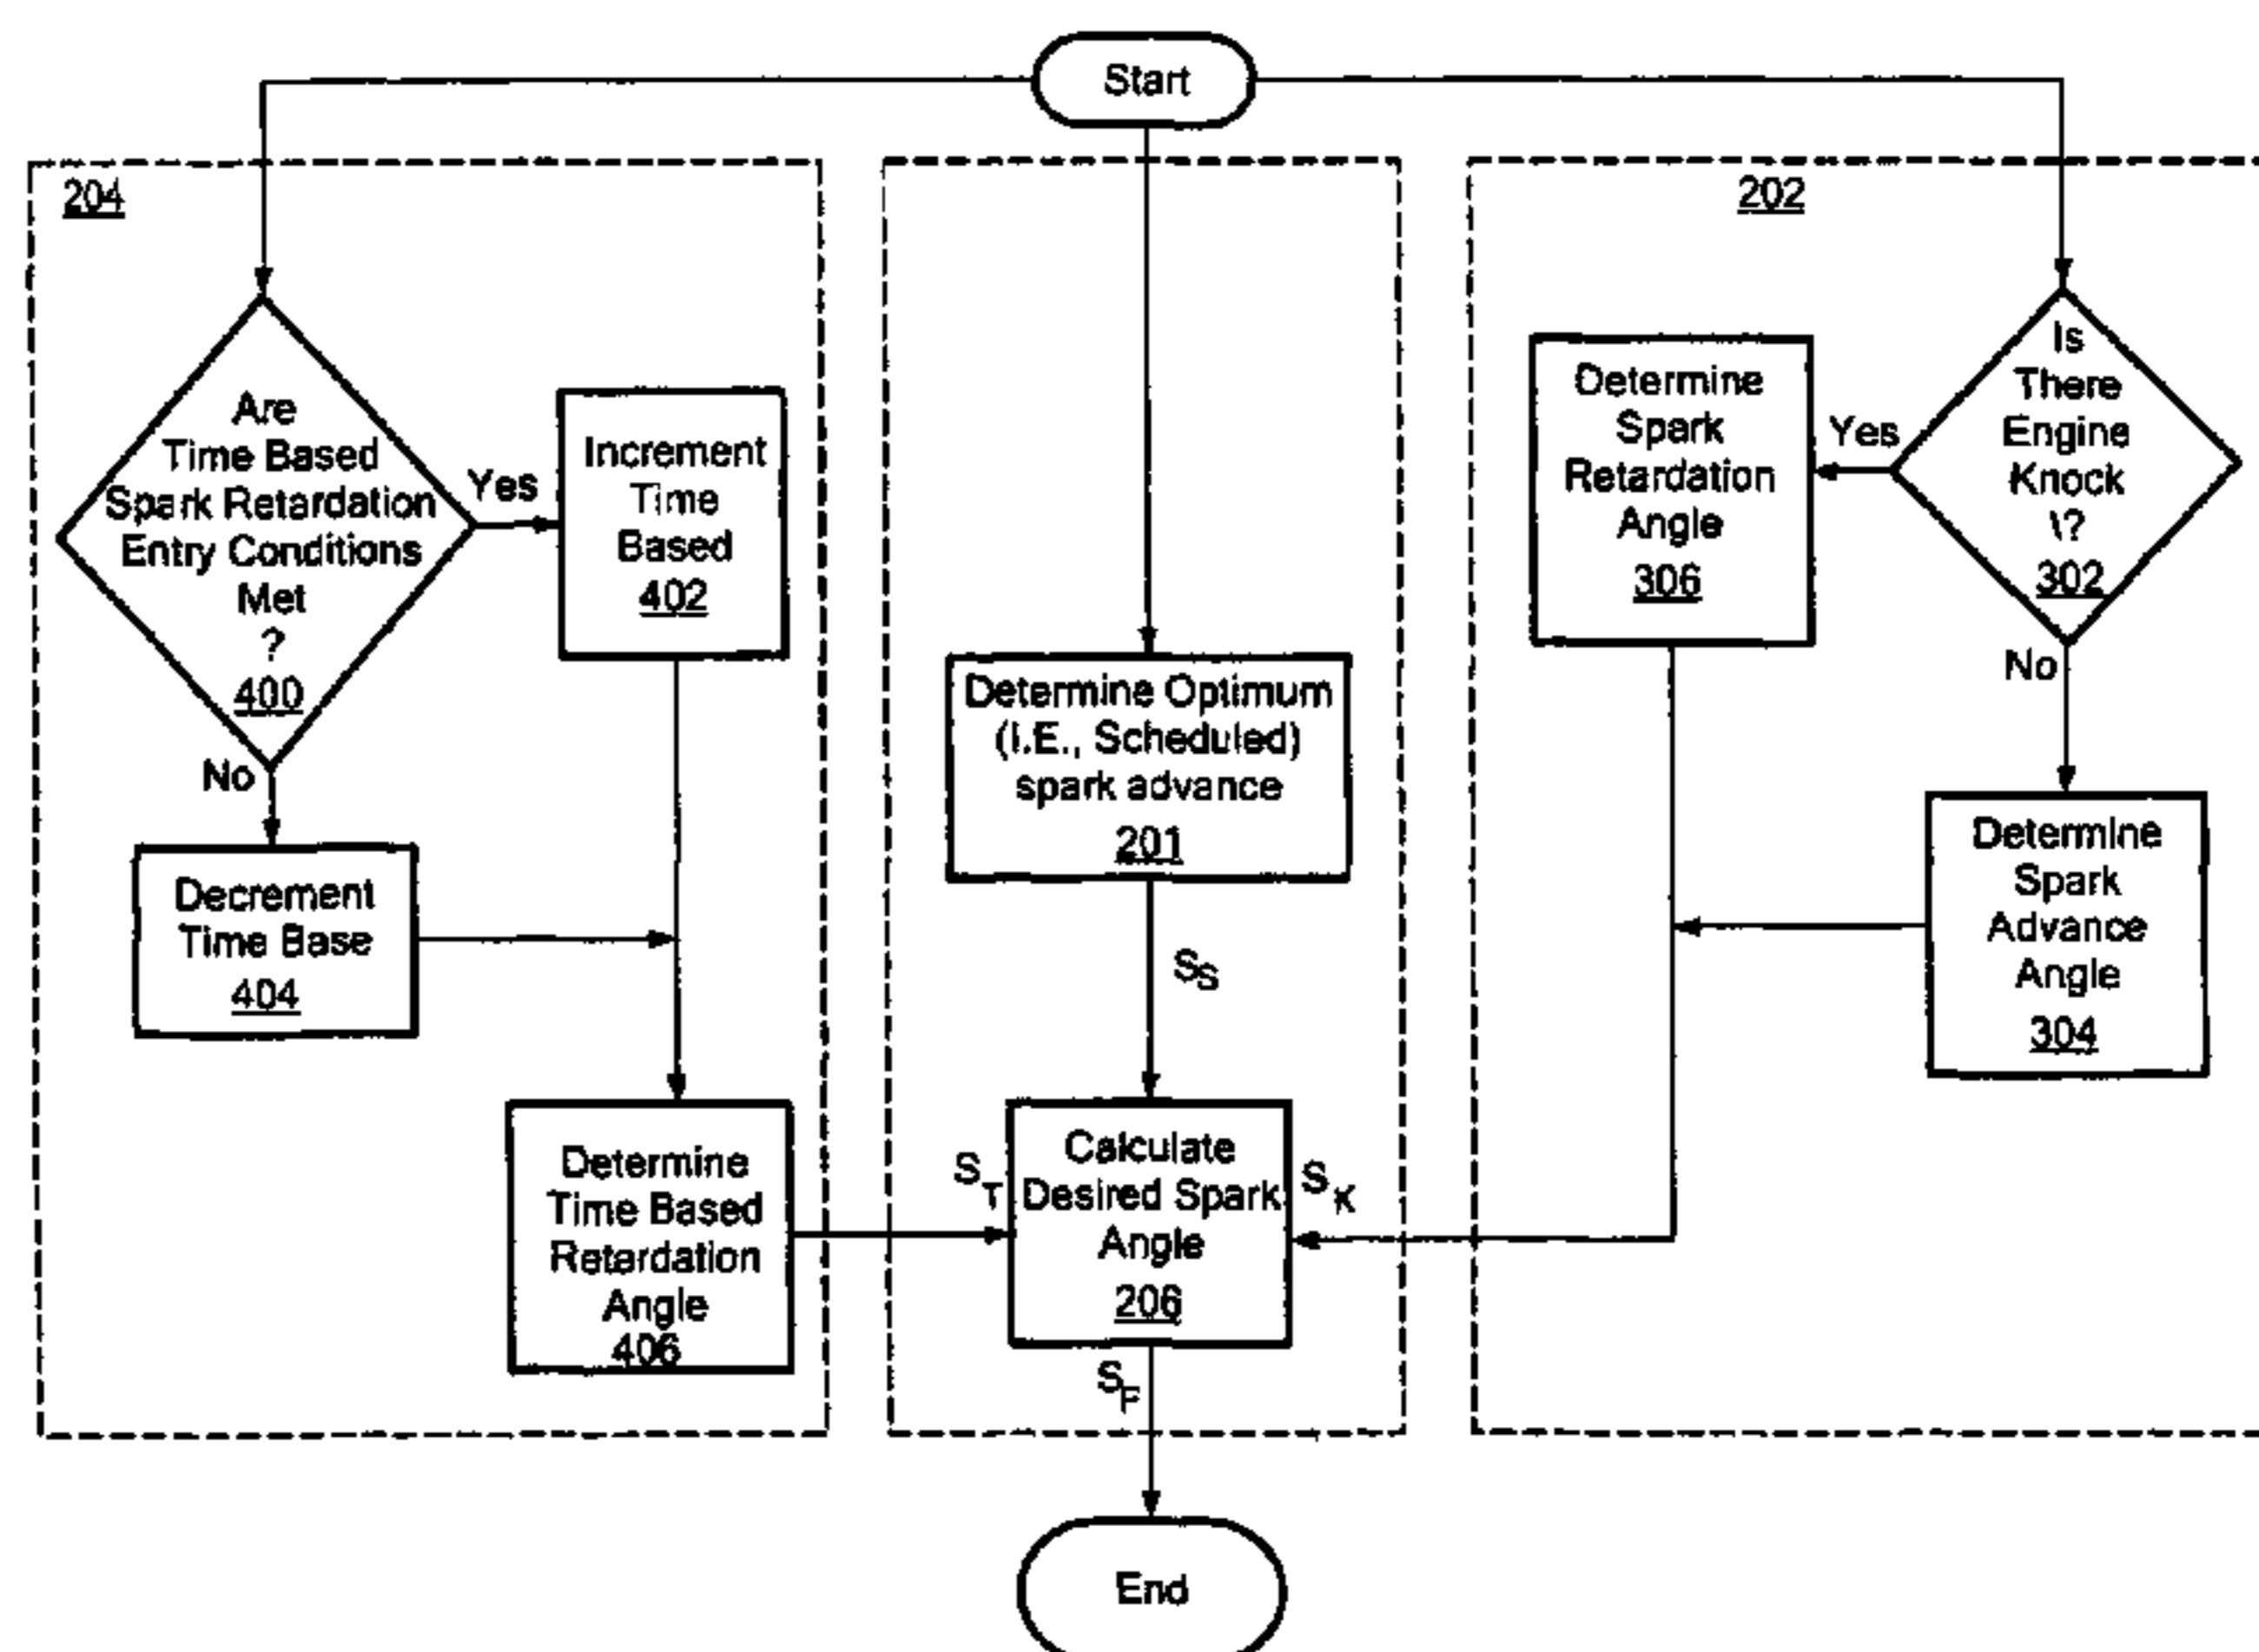 Start
204
Are
Time Based
Spark Retardation
Entry Conditions
Met
?
400
Yes
Increment
Time
Based
402
No
Decrement
Time Base
404
Determine
Time Based
Retardation
Angle
406
Determine Optimum
(I.E., Scheduled)
spark advance
201
SS
ST
Calculate
Desired Spark
Angle
206
SK
SF
End
202
Is
There
Engine
Knock
\?
302
Yes
Determine
Spark
Retardation
Angle
306
No
Determine
Spark
Advance
Angle
304